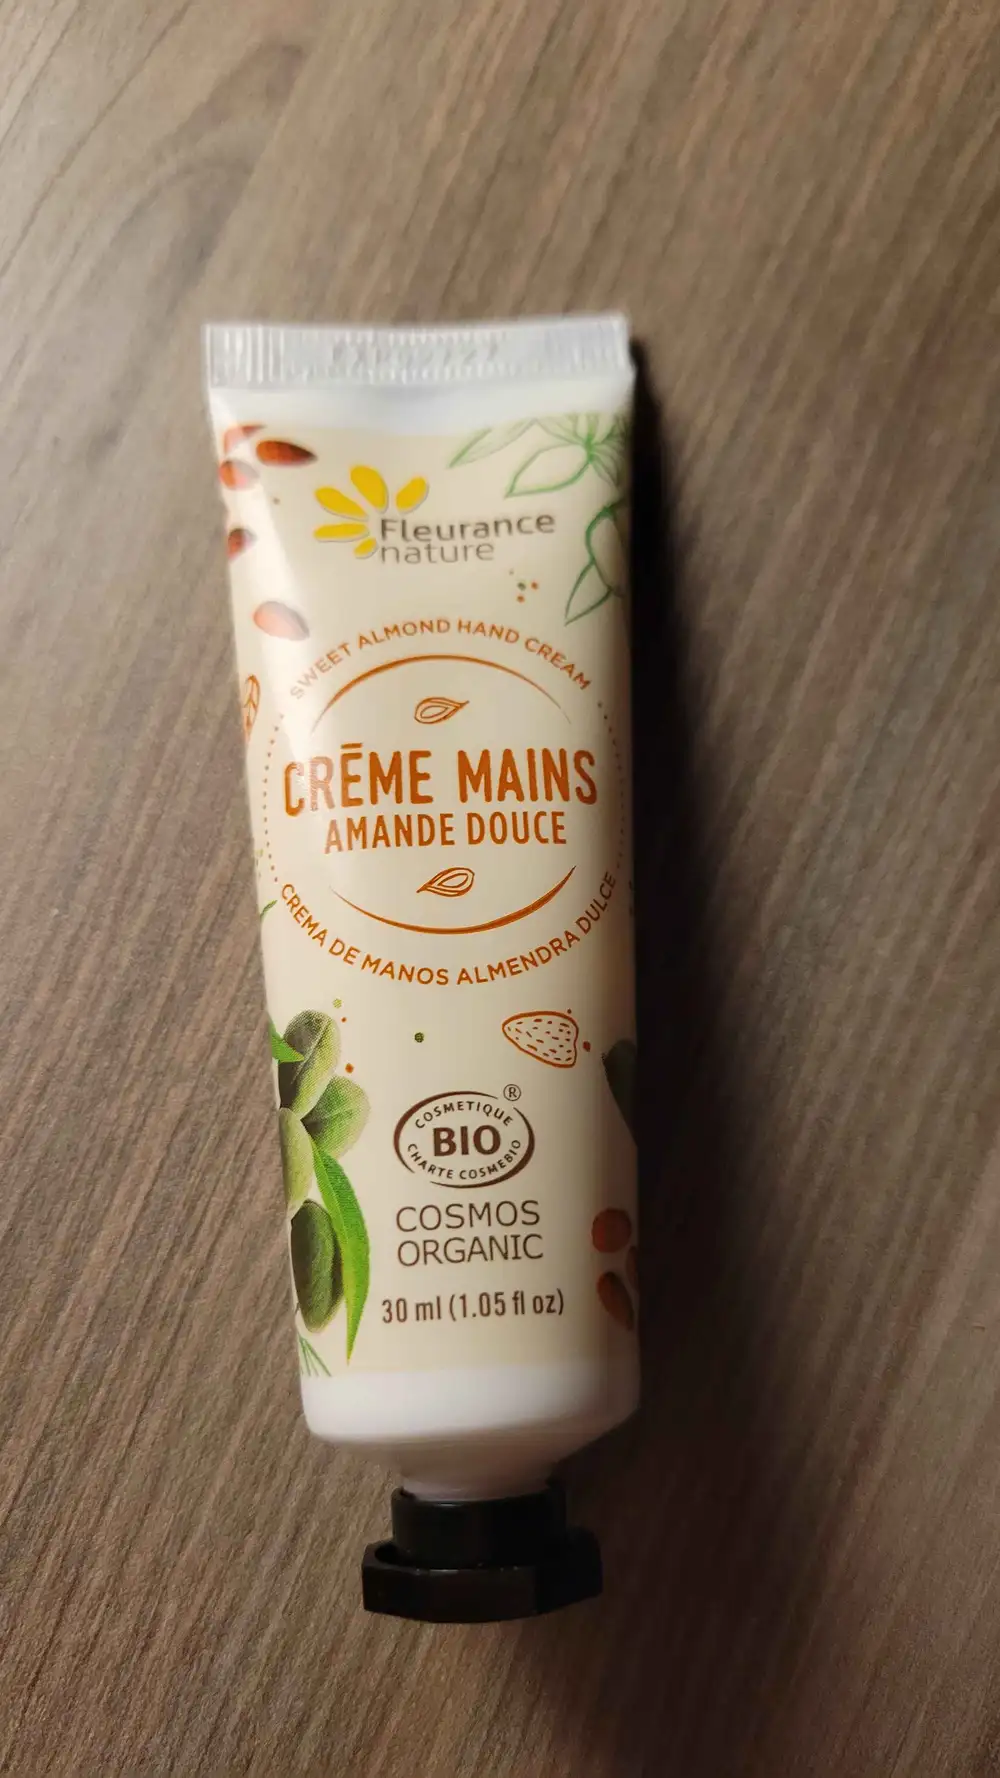 Fleurance
nature
SWEET ALMOND HAND CREAM
CRĒME MAINS
AMANDE DOUCE
CREMA DE MANOS ALMENDRA DULCE
®
COSMETIQUE
BIO
CHARTE COSMEBIO
COSMOS
ORGANIC
30 ml (1.05 fl oz)